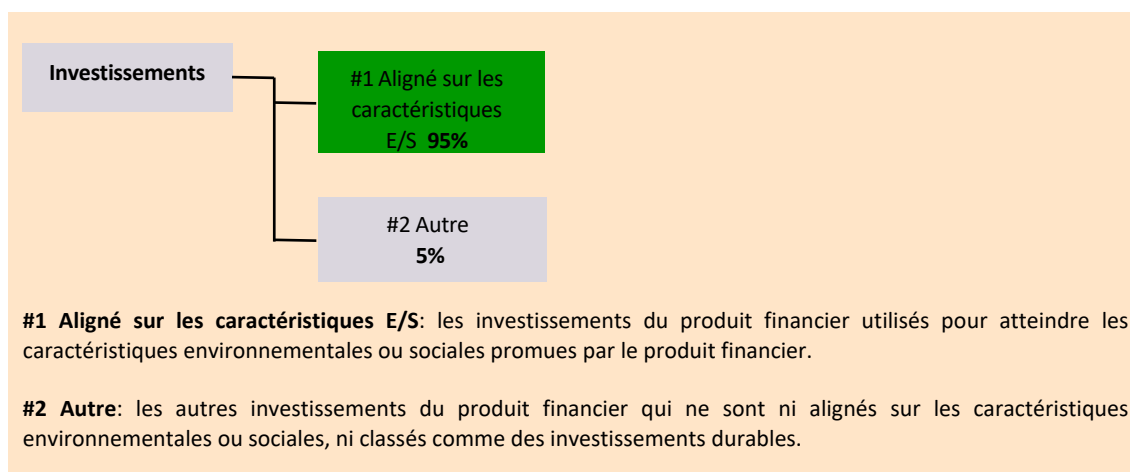 Investissements
#1 Aligné sur les
caractéristiques
E/S 95%
#2 Autre
5%
#1 Aligné sur les caractéristiques E/S: les investissements du produit financier utilisés pour atteindre les
caractéristiques environnementales ou sociales promues par le produit financier.
#2 Autre: les autres investissements du produit financier qui ne sont ni alignés sur les caractéristiques
environnementales ou sociales, ni classés comme des investissements durables.